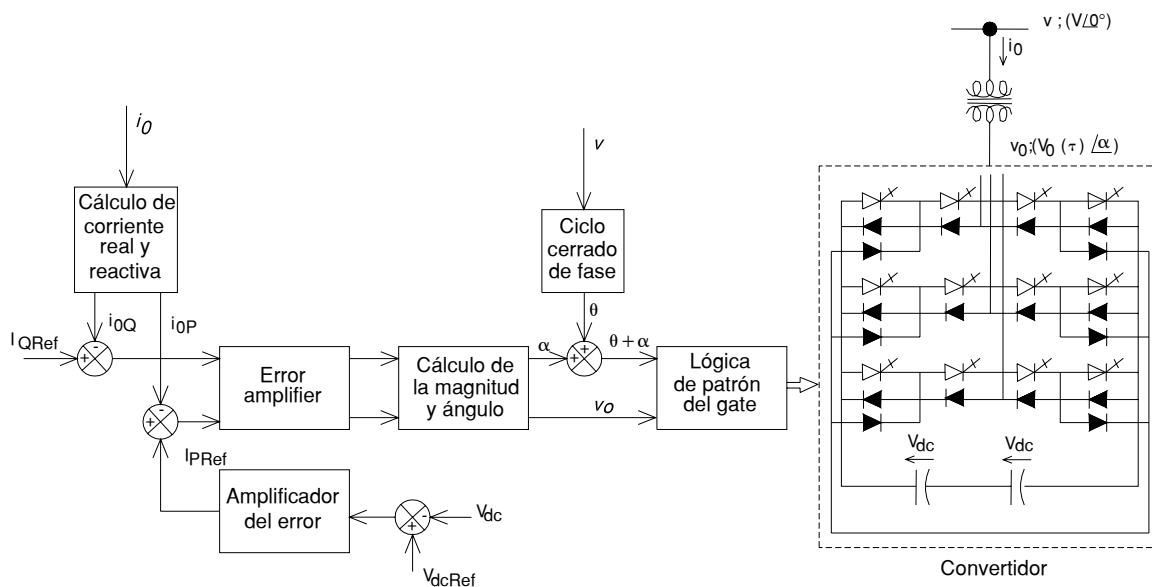 v ; (V/0°)
i0
v0;(V0 (τ) /α)
i0
v
Cálculo de
corriente
real y
reactiva
Ciclo
cerrado
de fase
i0Q
i0P
θ
IQRef
+
-
-
+
Error
amplifier
Cálculo de
la magnitud
y ángulo
α
+
+
θ + α
vo
Lógica
de patrón
del gate
IPRef
Amplificador
del error
-
+
Vdc
VdcRef
Vdc
Vdc
Convertidor